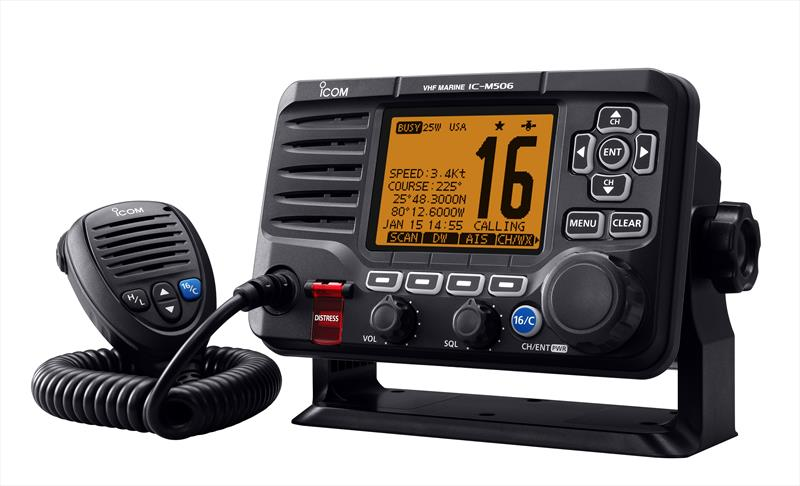 ICOM
VHF MARINE IC-M506
BUSY 25W USA
16
SPEED:3.4Kt
COURSE:225°
25°48.3000N
80°12.6000W
JAN 15 14:55 CALLING
SCAN DW AIS CH/WX
CH
ENT
CH
MENU CLEAR
ICOM
H/L
16/C
DISTRESS
VOL
SQL
16/C
CH/ENT PWR